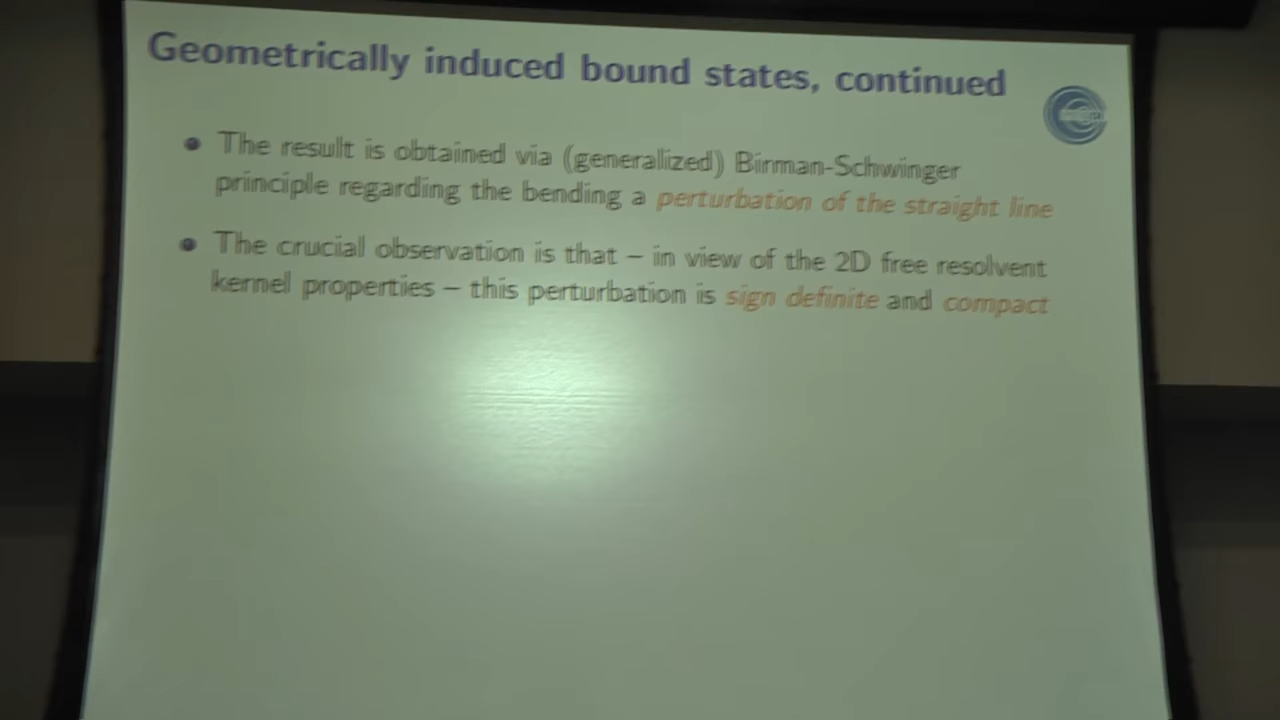 Geometrically induced bound states, continued
The result is obtained via (generalized) Birman-Schwinger
principle regarding the bending a perturbation of the straight line
The crucial observation is that – in view of the 2D free resolvent
kernel properties – this perturbation is sign definite and compact